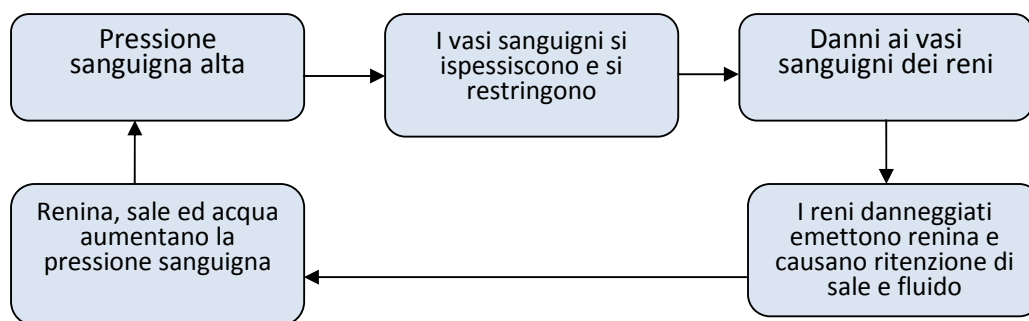 Pressione
sanguigna alta
I vasi sanguigni si
ispessiscono e si
restringono
Danni ai vasi
sanguigni dei reni
I reni danneggiati
emettono renina e
causano ritenzione di
sale e fluido
Renina, sale ed acqua
aumentano la
pressione sanguigna